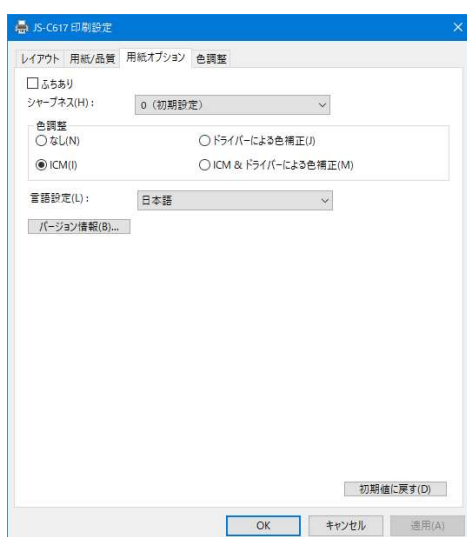 JS-C617 印刷設定
レイアウト 用紙/品質 用紙オプション 色調整
ふちあり
シャープネス(H): 0（初期設定）
色調整
なし(N) ドライバーによる色補正(J)
ICM(I) ICM & ドライバーによる色補正(M)
言語設定(L): 日本語
バージョン情報(B)...
初期値に戻す(D)
OK キャンセル 適用(A)